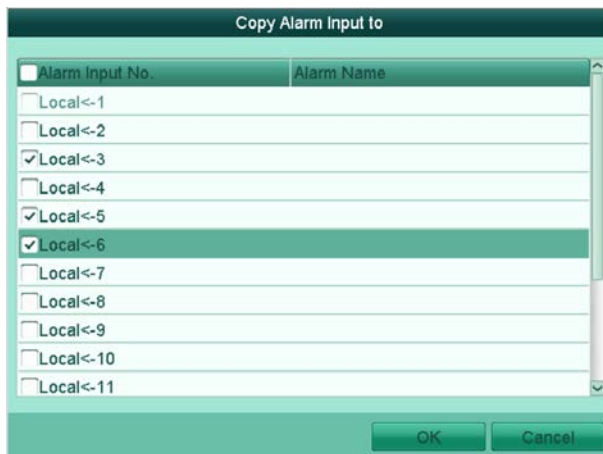 Copy Alarm Input to
Alarm Input No. Alarm Name
Local<-1
Local<-2
Local<-3
Local<-4
Local<-5
Local<-6
Local<-7
Local<-8
Local<-9
Local<-10
Local<-11
OK Cancel